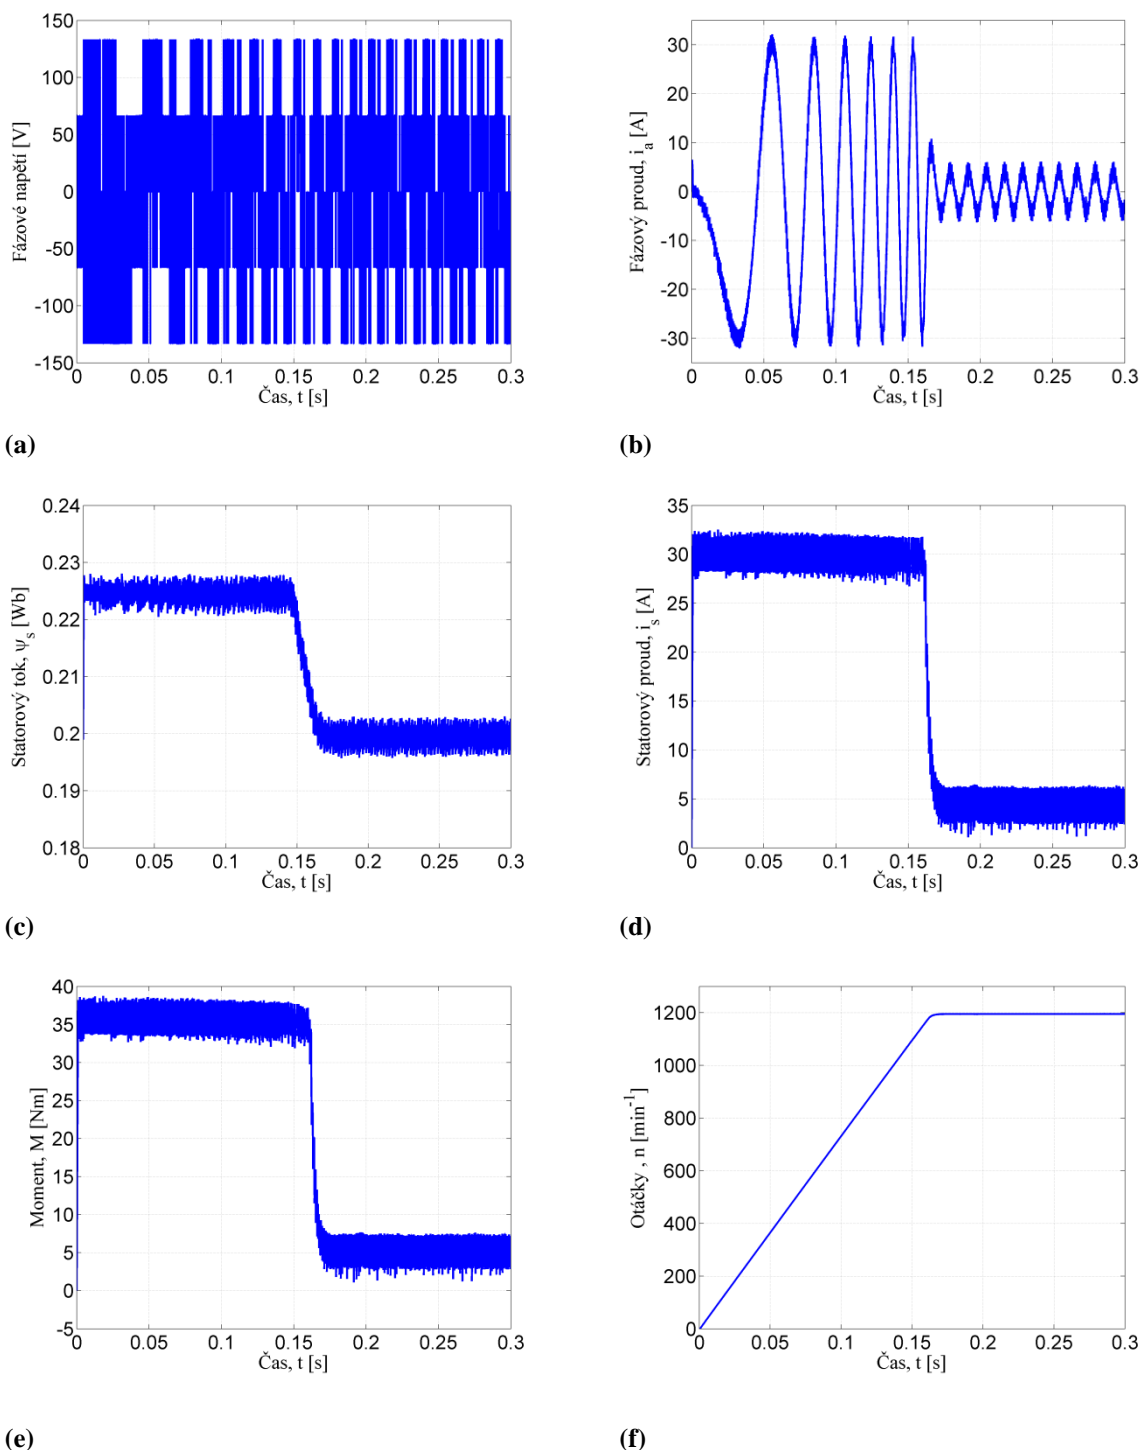 150
100
50
0
-50
-100
-150
0 0.05 0.1 0.15 0.2 0.25 0.3
Fázové napětí [V]
Čas, t [s]
(a)
30
20
10
0
-10
-20
-30
0 0.05 0.1 0.15 0.2 0.25 0.3
Fázový proud, i_a [A]
Čas, t [s]
(b)
0.24
0.23
0.22
0.21
0.2
0.19
0.18
0 0.05 0.1 0.15 0.2 0.25 0.3
Statorový tok, ψ_s [Wb]
Čas, t [s]
(c)
35
30
25
20
15
10
5
0
0 0.05 0.1 0.15 0.2 0.25 0.3
Statorový proud, i_s [A]
Čas, t [s]
(d)
40
35
30
25
20
15
10
5
0
-5
0 0.05 0.1 0.15 0.2 0.25 0.3
Moment, M [Nm]
Čas, t [s]
(e)
1200
1000
800
600
400
200
0
0 0.05 0.1 0.15 0.2 0.25 0.3
Otáčky , n [min⁻¹]
Čas, t [s]
(f)